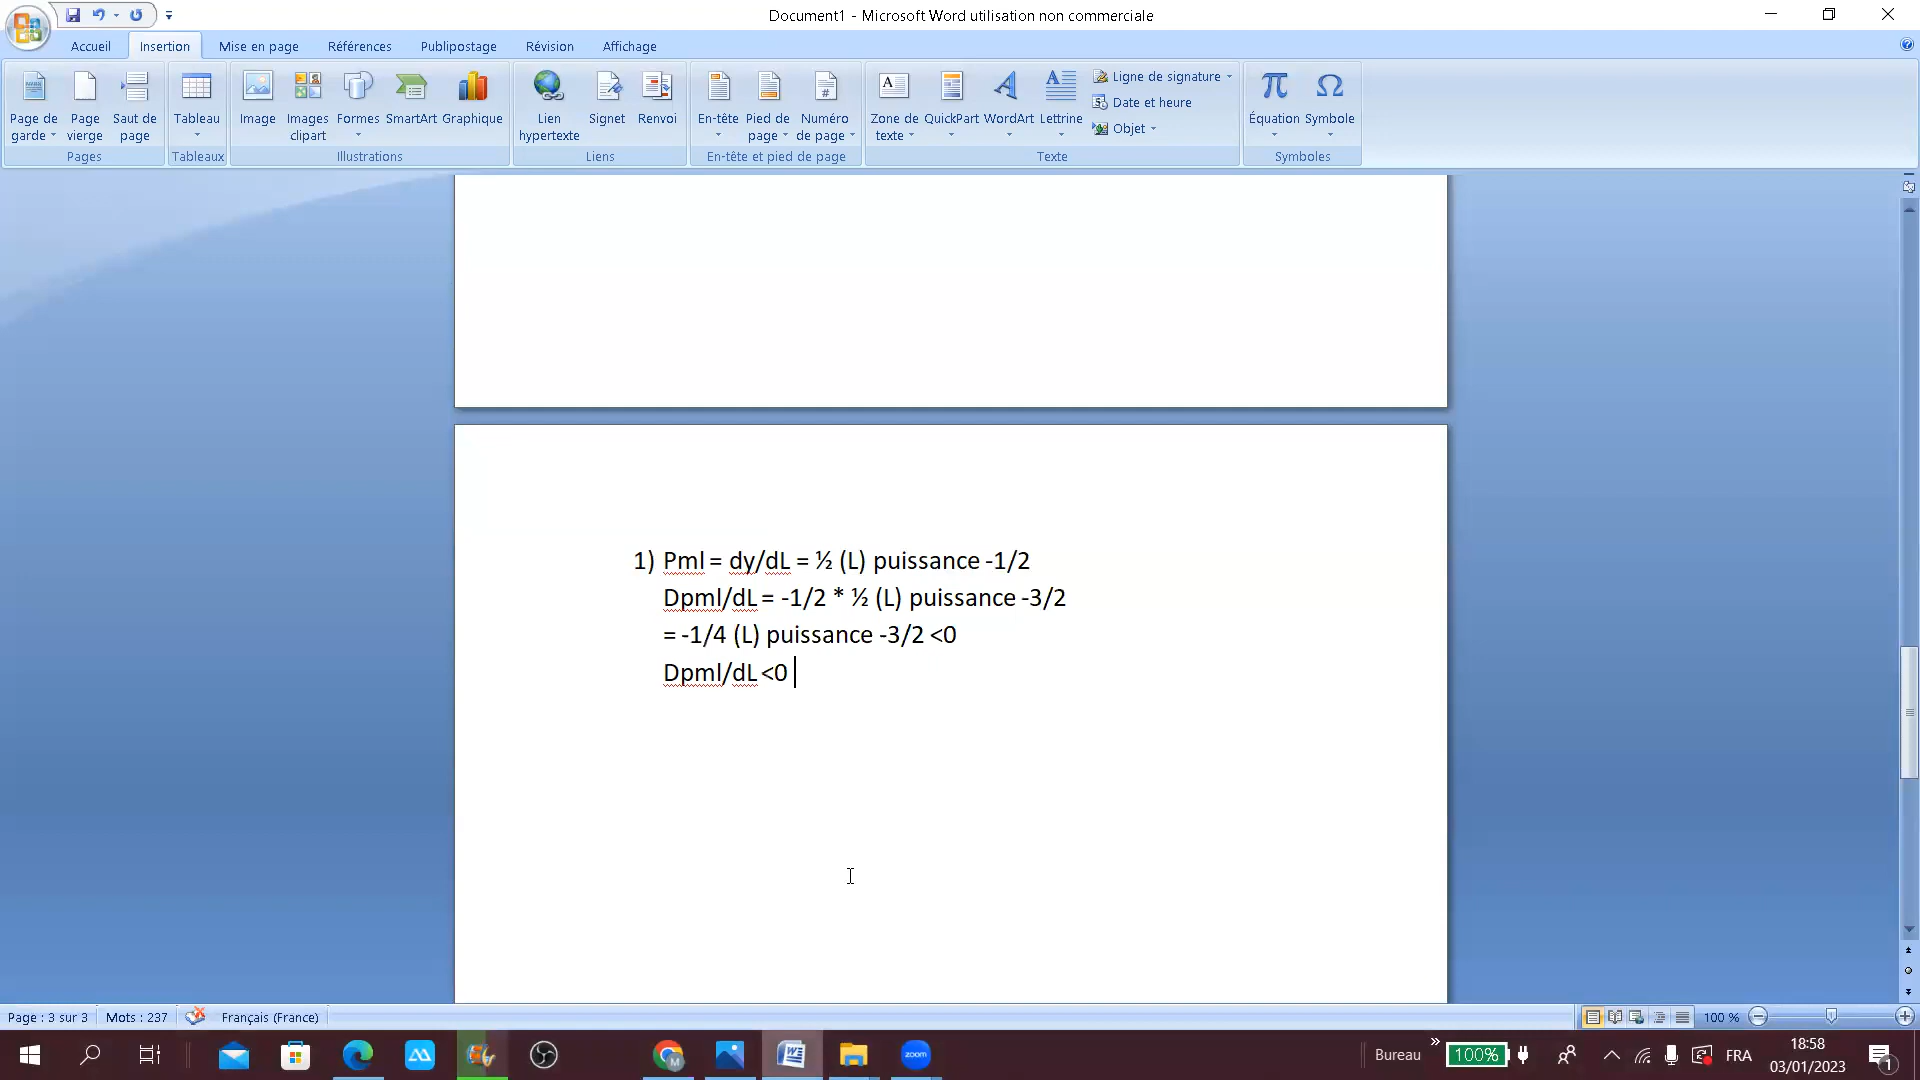 Document1 - Microsoft Word utilisation non commerciale
Accueil Insertion Mise en page Références Publipostage Révision Affichage
Page de garde
Page vierge
Saut de page
Pages
Tableau
Tableaux
Image
Images clipart
Formes
SmartArt
Graphique
Illustrations
Lien hypertexte
Signet
Renvoi
Liens
En-tête
Pied de page
Numéro de page
En-tête et pied de page
Zone de texte
QuickPart
WordArt
Lettrine
Ligne de signature
Date et heure
Objet
Texte
Équation
Symbole
Symboles
1) Pml = dy/dL = ½ (L) puissance -1/2
Dpml/dL = -1/2 * ½ (L) puissance -3/2
= -1/4 (L) puissance -3/2 <0
Dpml/dL <0
Page : 3 sur 3 Mots : 237 Français (France) 100 %
zoom
Bureau » 100% FRA
18:58
03/01/2023
1